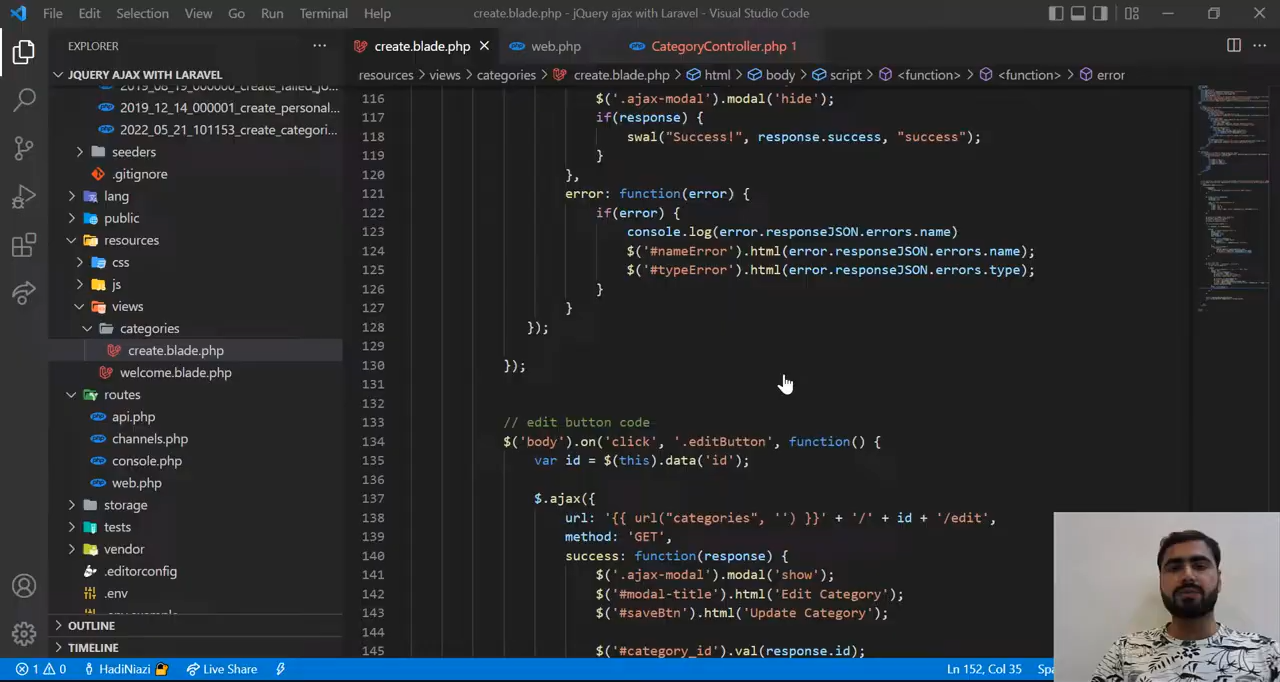 File Edit Selection View Go Run Terminal Help create.blade.php - jQuery ajax with Laravel - Visual Studio Code
EXPLORER ...
create.blade.php web.php CategoryController.php 1
JQUERY AJAX WITH LARAVEL
resources > views > categories > create.blade.php > html > body > script > <function> > <function> > error
2019_08_19_000000_create_failed_jo...
2019_12_14_000001_create_personal...
2022_05_21_101153_create_categori...
seeders
.gitignore
lang
public
resources
css
js
views
categories
create.blade.php
welcome.blade.php
routes
api.php
channels.php
console.php
web.php
storage
tests
vendor
.editorconfig
.env
.env.example
OUTLINE
TIMELINE
116 $('.ajax-modal').modal('hide');
117 if(response) {
118 swal("Success!", response.success, "success");
119 }
120 },
121 error: function(error) {
122 if(error) {
123 console.log(error.responseJSON.errors.name)
124 $('#nameError').html(error.responseJSON.errors.name);
125 $('#typeError').html(error.responseJSON.errors.type);
126 }
127 }
128 });
129
130 });
131
132
133 // edit button code
134 $('body').on('click', '.editButton', function() {
135 var id = $(this).data('id');
136
137 $.ajax({
138 url: '{{ url("categories", '') }}' + '/' + id + '/edit',
139 method: 'GET',
140 success: function(response) {
141 $('.ajax-modal').modal('show');
142 $('#modal-title').html('Edit Category');
143 $('#saveBtn').html('Update Category');
144
145 $('#category_id').val(response.id);
1 0 HadiNiazi Live Share Ln 152, Col 35